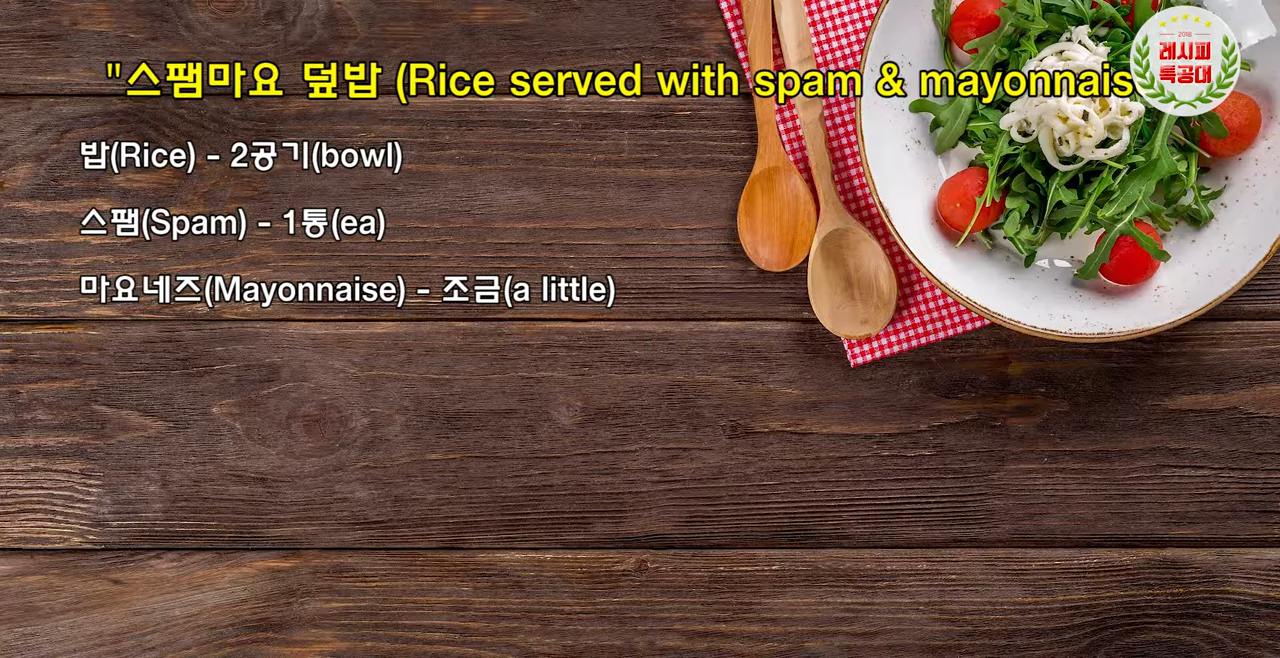 "스팸마요 덮밥 (Rice served with spam & mayonnais
2018
레시피
특공대
밥(Rice) - 2공기(bowl)
스팸(Spam) - 1통(ea)
마요네즈(Mayonnaise) - 조금(a little)